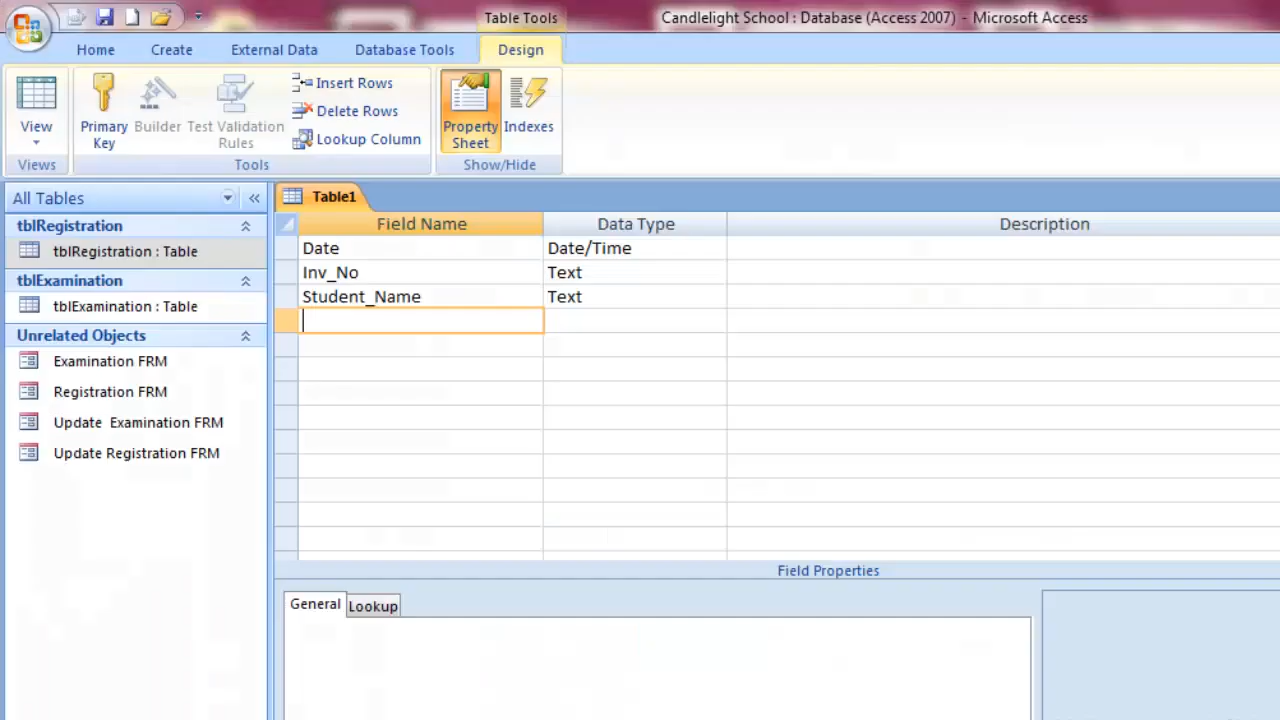 Table Tools
Candlelight School : Database (Access 2007) - Microsoft Access
Home
Create
External Data
Database Tools
Design
View
Primary Key
Builder
Test Validation Rules
Insert Rows
Delete Rows
Lookup Column
Property Sheet
Indexes
Views
Tools
Show/Hide
All Tables
tblRegistration
tblRegistration : Table
tblExamination
tblExamination : Table
Unrelated Objects
Examination FRM
Registration FRM
Update Examination FRM
Update Registration FRM
Table1
Field Name
Data Type
Description
Date
Date/Time
Inv_No
Text
Student_Name
Text
Field Properties
General
Lookup